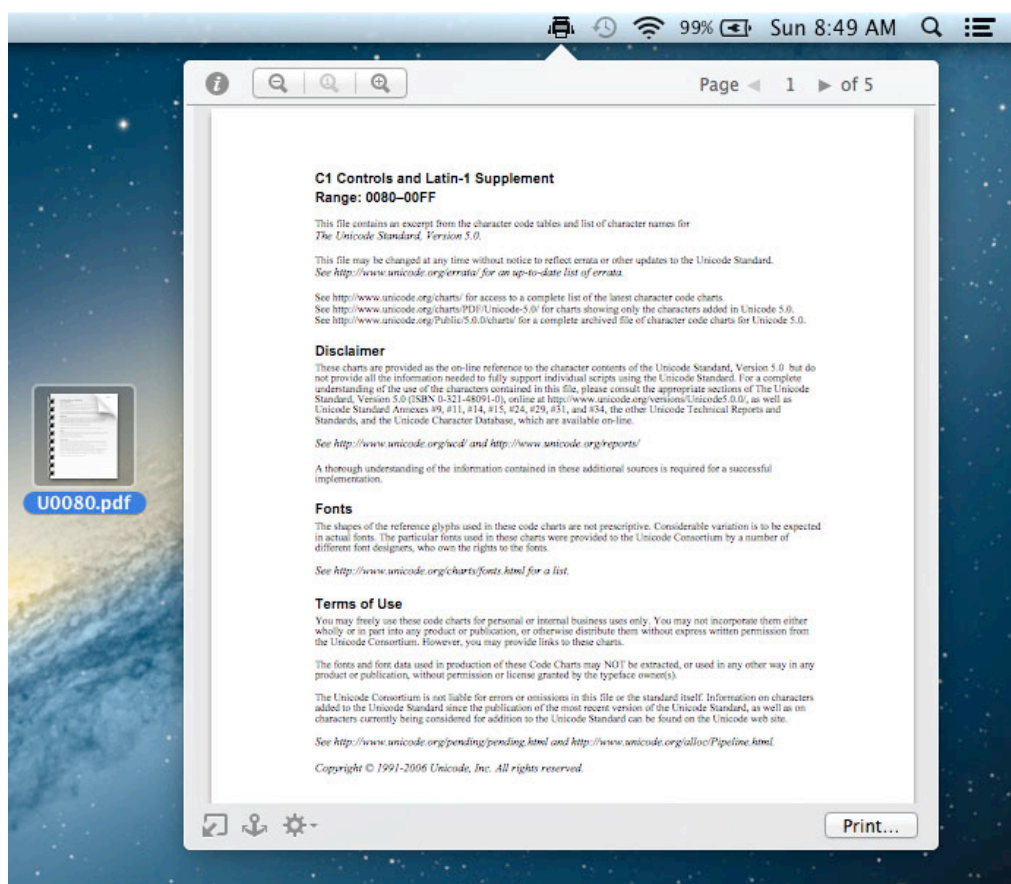 99% Sun 8:49 AM
Page 1 of 5
C1 Controls and Latin-1 Supplement
Range: 0080–00FF
This file contains an excerpt from the character code tables and list of character names for
The Unicode Standard, Version 5.0.
This file may be changed at any time without notice to reflect errata or other updates to the Unicode Standard.
See http://www.unicode.org/errata/ for an up-to-date list of errata.
See http://www.unicode.org/charts/ for access to a complete list of the latest character code charts.
See http://www.unicode.org/charts/PDF/Unicode-5.0/ for charts showing only the characters added in Unicode 5.0.
See http://www.unicode.org/Public/5.0.0/charts/ for a complete archived file of character code charts for Unicode 5.0.
Disclaimer
These charts are provided as the on-line reference to the character contents of the Unicode Standard, Version 5.0 but do
not provide all the information needed to fully support individual scripts using the Unicode Standard. For a complete
understanding of the use of the characters contained in this file, please consult the appropriate sections of The Unicode
Standard, Version 5.0 (ISBN 0-321-48091-0), online at http://www.unicode.org/versions/Unicode5.0.0/, as well as
Unicode Standard Annexes #9, #11, #14, #15, #24, #29, #31, and #34, the other Unicode Technical Reports and
Standards, and the Unicode Character Database, which are available on-line.
See http://www.unicode.org/ucd/ and http://www.unicode.org/reports/
A thorough understanding of the information contained in these additional sources is required for a successful
implementation.
Fonts
The shapes of the reference glyphs used in these code charts are not prescriptive. Considerable variation is to be expected
in actual fonts. The particular fonts used in these charts were provided to the Unicode Consortium by a number of
different font designers, who own the rights to the fonts.
See http://www.unicode.org/charts/fonts.html for a list.
Terms of Use
You may freely use these code charts for personal or internal business uses only. You may not incorporate them either
wholly or in part into any product or publication, or otherwise distribute them without express written permission from
the Unicode Consortium. However, you may provide links to these charts.
The fonts and font data used in production of these Code Charts may NOT be extracted, or used in any other way in any
product or publication, without permission or license granted by the typeface owner(s).
The Unicode Consortium is not liable for errors or omissions in this file or the standard itself. Information on characters
added to the Unicode Standard since the publication of the most recent version of the Unicode Standard, as well as on
characters currently being considered for addition to the Unicode Standard can be found on the Unicode web site.
See http://www.unicode.org/pending/pending.html and http://www.unicode.org/alloc/Pipeline.html.
Copyright © 1991-2006 Unicode, Inc. All rights reserved.
U0080.pdf
Print...